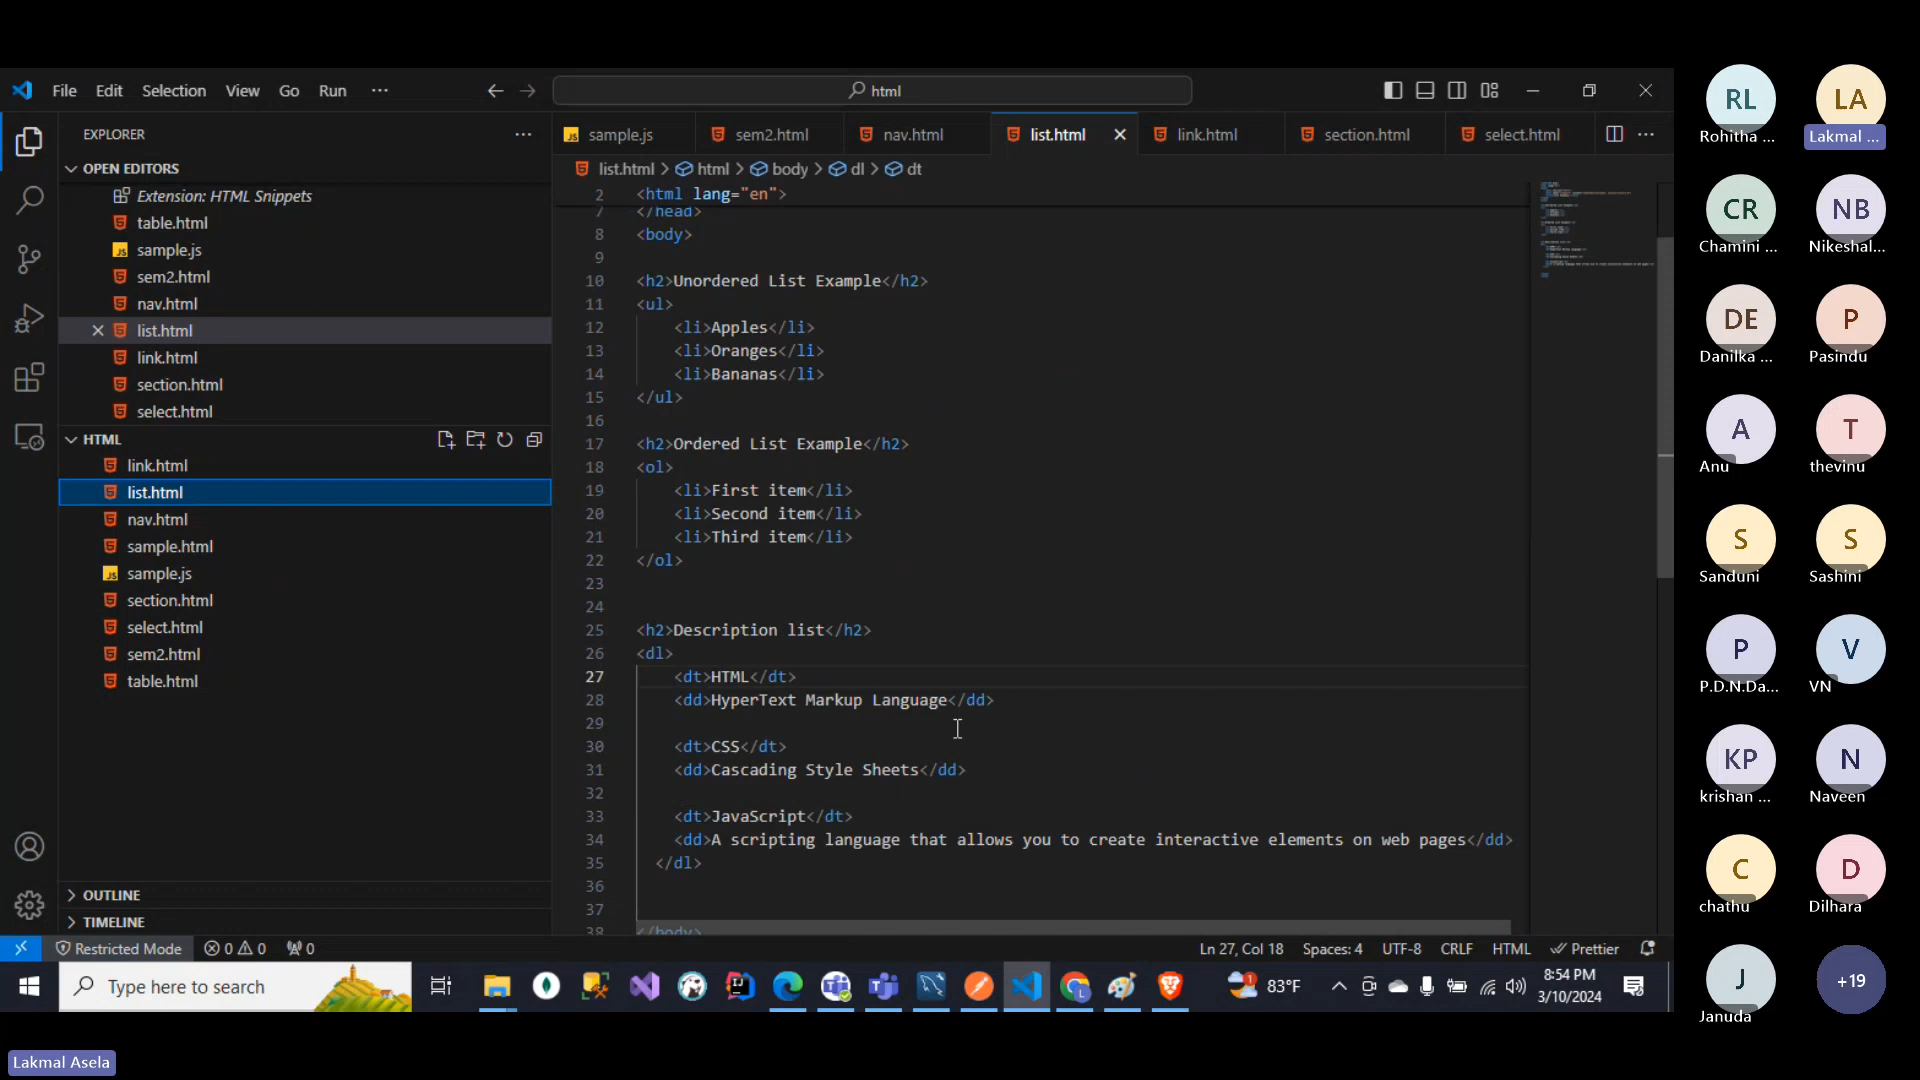 File Edit Selection View Go Run ···
html
EXPLORER
OPEN EDITORS
Extension: HTML Snippets
table.html
sample.js
sem2.html
nav.html
list.html
link.html
section.html
select.html
HTML
link.html
list.html
nav.html
sample.html
sample.js
section.html
select.html
sem2.html
table.html
OUTLINE
TIMELINE
sample.js sem2.html nav.html list.html link.html section.html select.html
list.html > html > body > dl > dt
2 <html lang="en">
7 </head>
8 <body>
9
10 <h2>Unordered List Example</h2>
11 <ul>
12 <li>Apples</li>
13 <li>Oranges</li>
14 <li>Bananas</li>
15 </ul>
16
17 <h2>Ordered List Example</h2>
18 <ol>
19 <li>First item</li>
20 <li>Second item</li>
21 <li>Third item</li>
22 </ol>
23
24
25 <h2>Description list</h2>
26 <dl>
27 <dt>HTML</dt>
28 <dd>HyperText Markup Language</dd>
29
30 <dt>CSS</dt>
31 <dd>Cascading Style Sheets</dd>
32
33 <dt>JavaScript</dt>
34 <dd>A scripting language that allows you to create interactive elements on web pages</dd>
35 </dl>
36
37
38 </body>
Restricted Mode 0 0 0
Ln 27, Col 18 Spaces: 4 UTF-8 CRLF HTML Prettier
Type here to search
83°F
8:54 PM
3/10/2024
RL LA
Rohitha ... Lakmal ...
CR NB
Chamini ... Nikeshal...
DE P
Danilka ... Pasindu
A T
Anu thevinu
S S
Sanduni Sashini
P V
P.D.N.Da... VN
KP N
krishan ... Naveen
C D
chathu Dilhara
J +19
Januda
Lakmal Asela